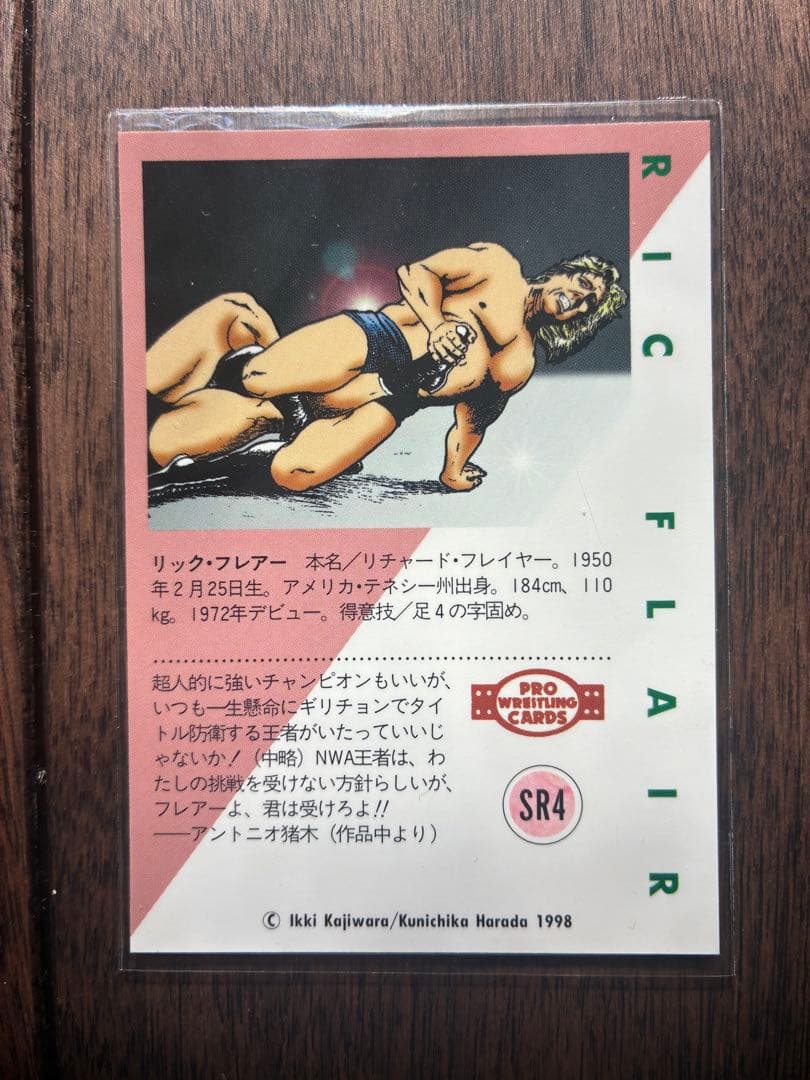 RIC FLAIR
リック・フレアー　本名／リチャード・フレイヤー。1950
年2月25日生。アメリカ・テネシー州出身。184cm、110
kg。1972年デビュー。得意技／足4の字固め。
超人的に強いチャンピオンもいいが、
いつも一生懸命にギリチョンでタイ
トル防衛する王者がいたっていいじ
ゃないか！（中略）NWA王者は、わ
たしの挑戦を受けない方針らしいが、
フレアーよ、君は受けろよ!!
──アントニオ猪木（作品中より）
PRO
WRESTLING
CARDS
SR4
© Ikki Kajiwara/Kunichika Harada 1998